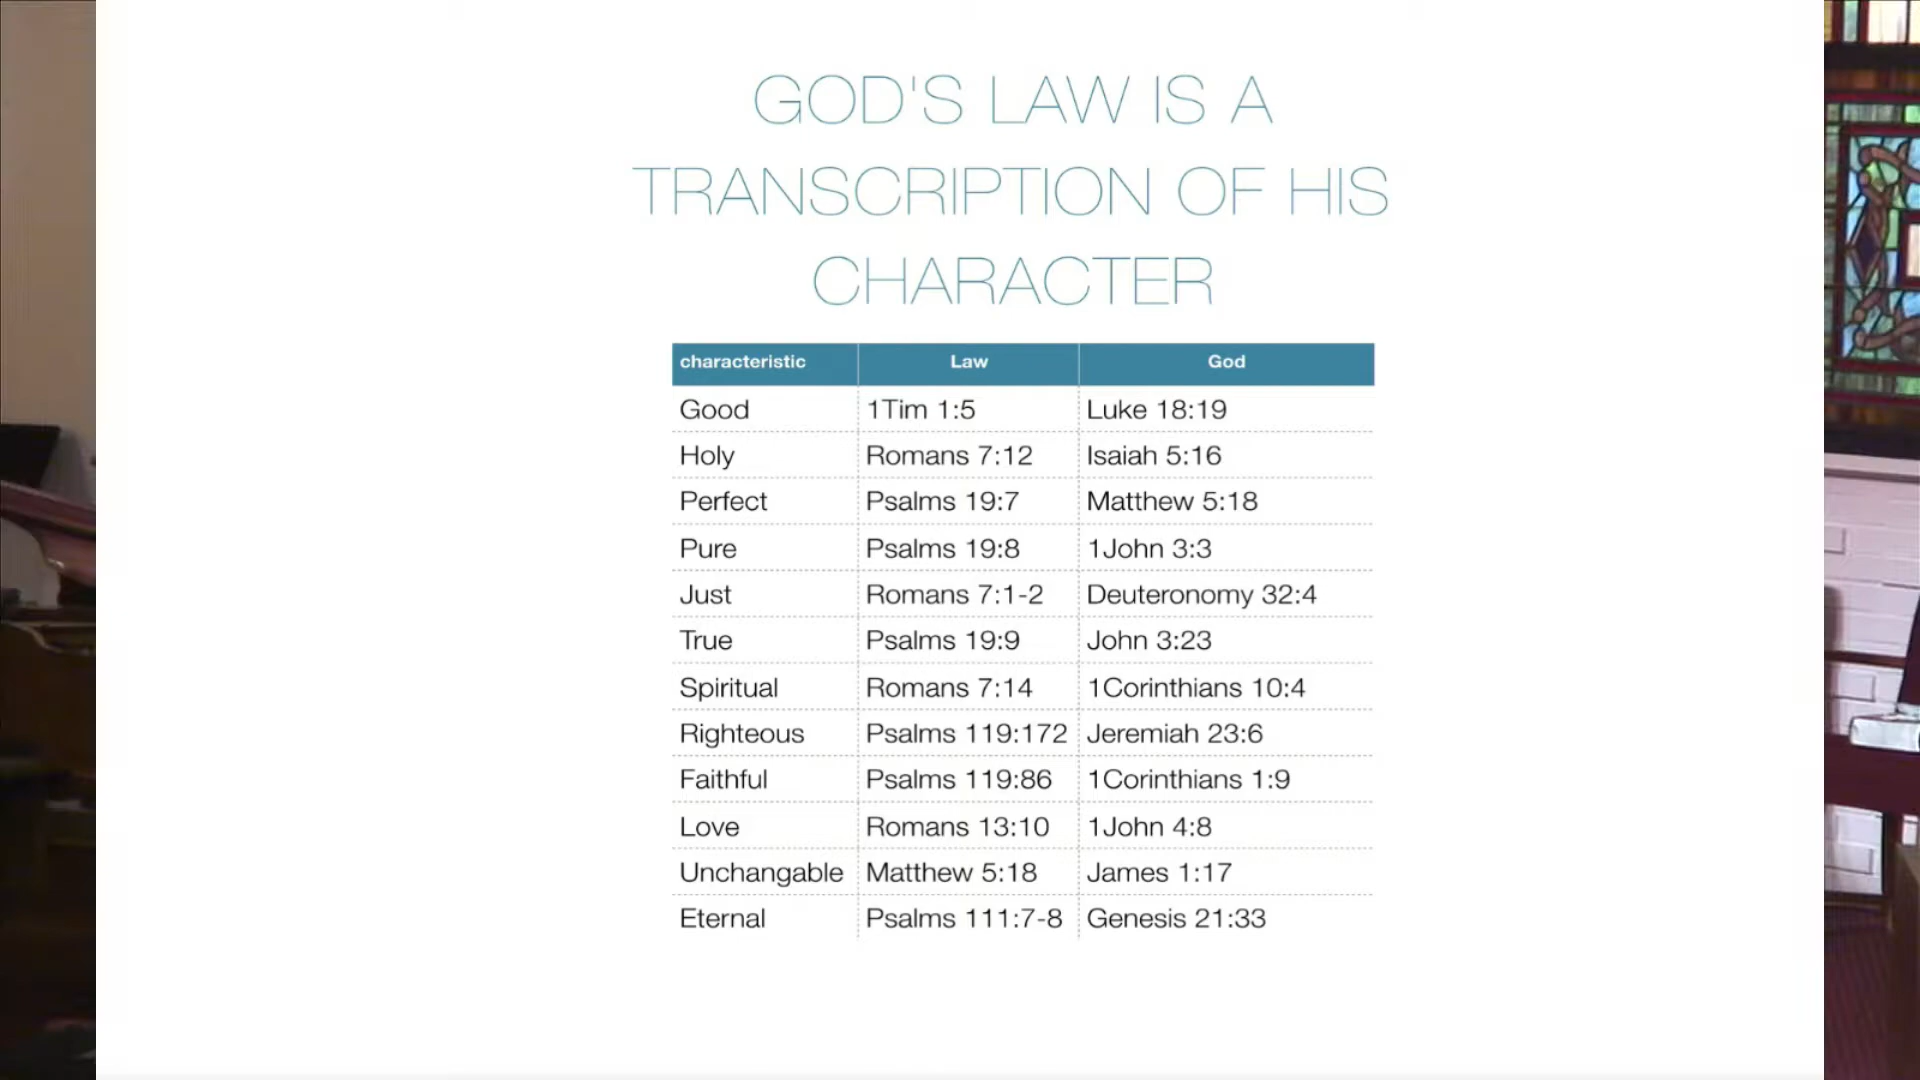 GOD'S LAW IS A
TRANSCRIPTION OF HIS
CHARACTER
characteristic Law God
Good 1Tim 1:5 Luke 18:19
Holy Romans 7:12 Isaiah 5:16
Perfect Psalms 19:7 Matthew 5:18
Pure Psalms 19:8 1John 3:3
Just Romans 7:1-2 Deuteronomy 32:4
True Psalms 19:9 John 3:23
Spiritual Romans 7:14 1Corinthians 10:4
Righteous Psalms 119:172 Jeremiah 23:6
Faithful Psalms 119:86 1Corinthians 1:9
Love Romans 13:10 1John 4:8
Unchangable Matthew 5:18 James 1:17
Eternal Psalms 111:7-8 Genesis 21:33